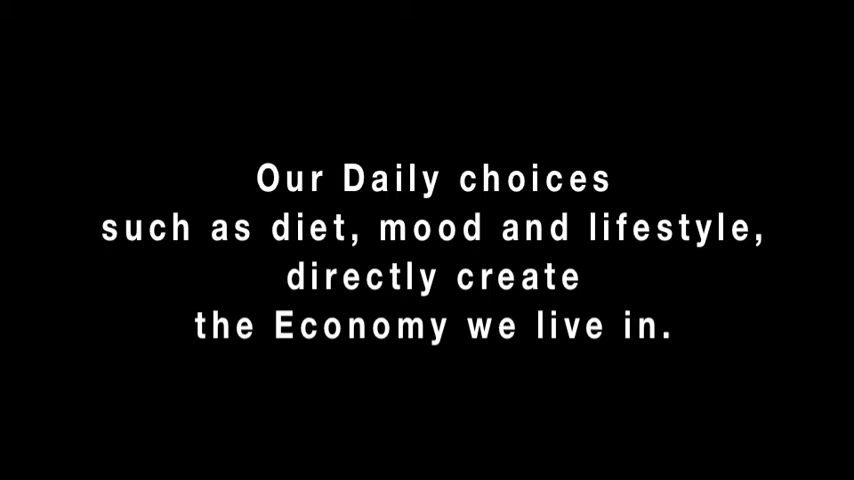 Our Daily choices
such as diet, mood and lifestyle,
directly create
the Economy we live in.